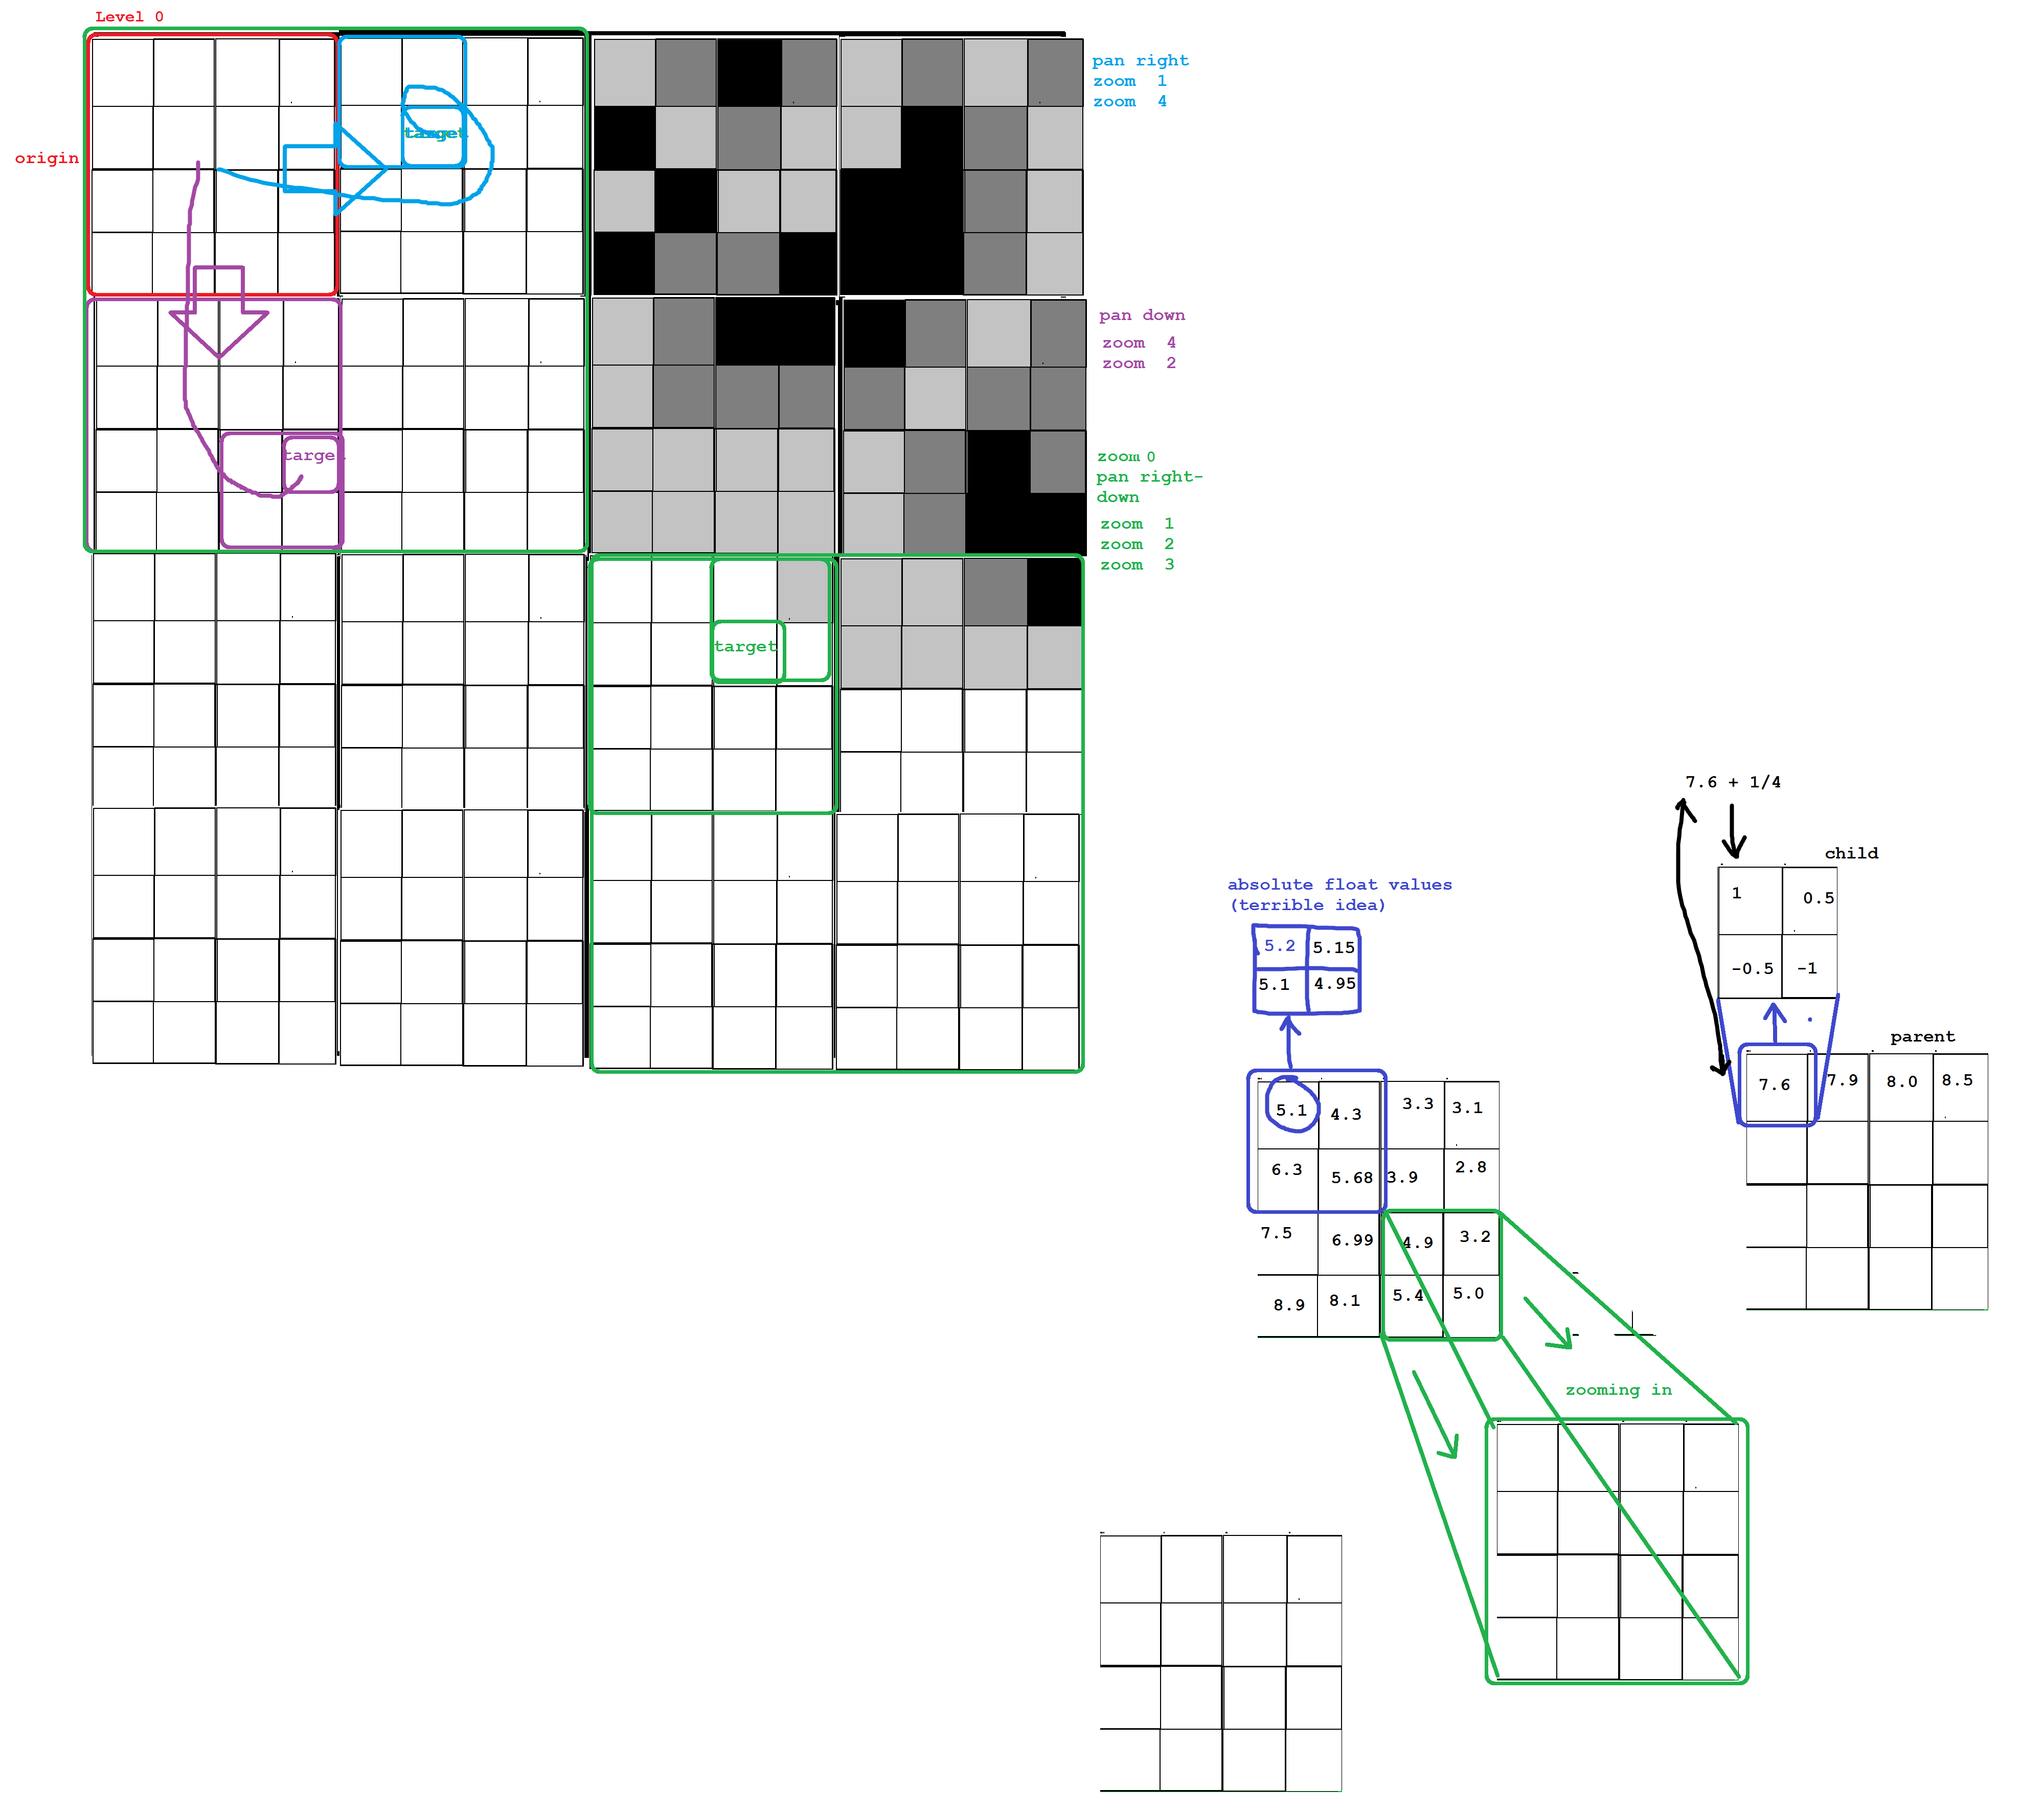 Level 0
origin
target
pan right
zoom 1
zoom 4
pan down
zoom 4
zoom 2
targe
zoom 0
pan right-
down
zoom 1
zoom 2
zoom 3
target
7.6 + 1/4
child
1 0.5
-0.5 -1
absolute float values
(terrible idea)
5.2 5.15
5.1 4.95
parent
7.6 7.9 8.0 8.5
5.1 4.3 3.3 3.1
6.3 5.68 3.9 2.8
7.5 6.99 4.9 3.2
8.9 8.1 5.4 5.0
zooming in